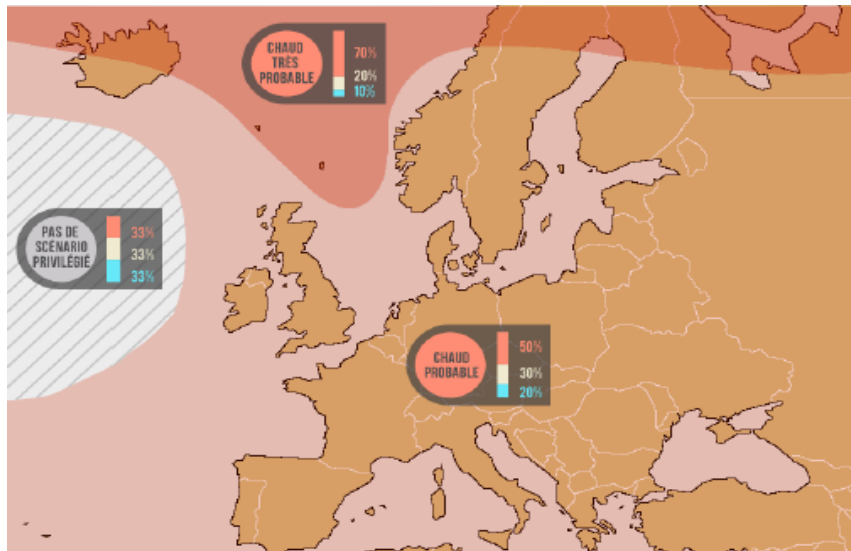 CHAUD
TRÈS
PROBABLE
70%
20%
10%
PAS DE
SCÉNARIO
PRIVILÉGIÉ
33%
33%
33%
CHAUD
PROBABLE
50%
30%
20%